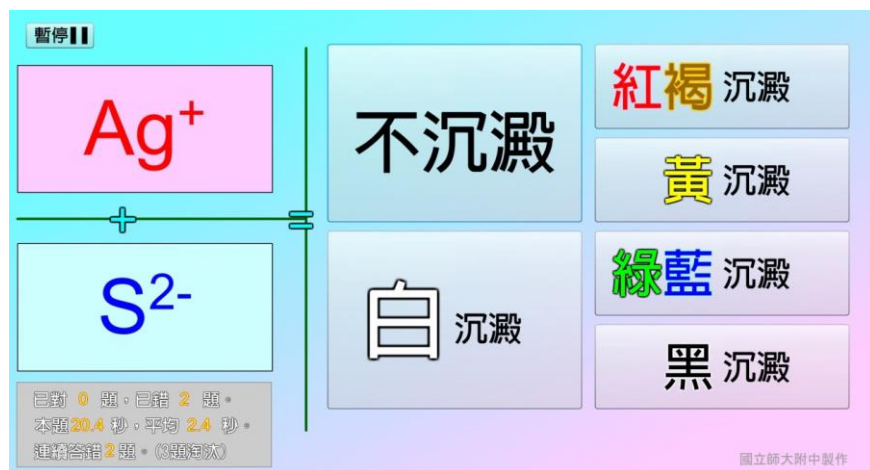 暫停▐▐
Ag⁺
+
S²⁻
=
不沉澱
白 沉澱
紅褐 沉澱
黃 沉澱
綠藍 沉澱
黑 沉澱
已對 0 題，已錯 2 題。
本題20.4 秒，平均 2.4 秒。
連續答錯2題。(3題淘汰)
國立師大附中製作